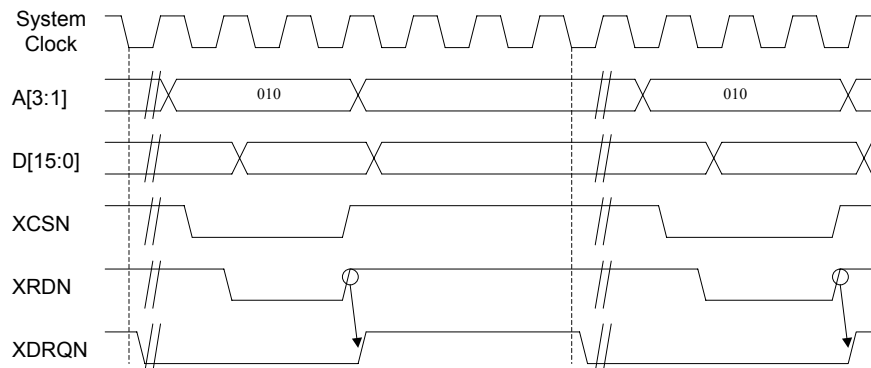 System
Clock
A[3:1]
010
010
D[15:0]
XCSN
XRDN
XDRQN